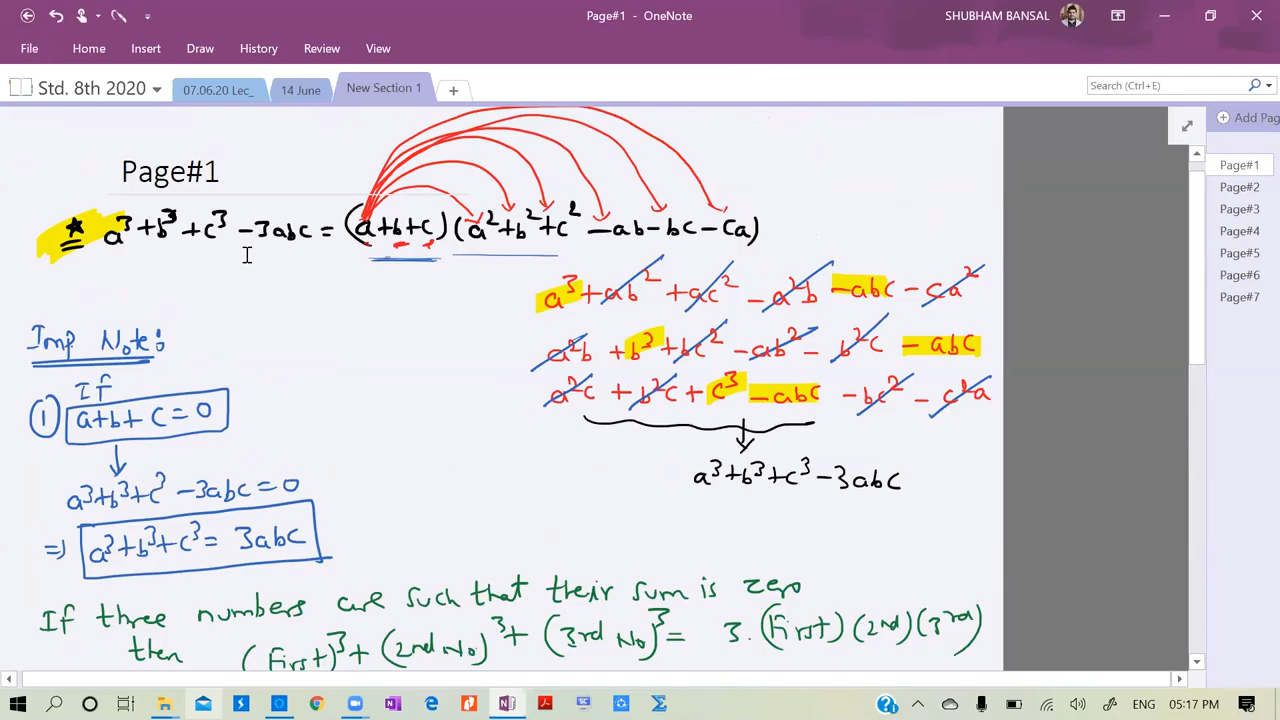 Page#1 - OneNote
SHUBHAM BANSAL
File Home Insert Draw History Review View
Std. 8th 2020
07.06.20 Lec_
14 June
New Section 1
Search (Ctrl+E)
Add Pag
Page#1
Page#2
Page#3
Page#4
Page#5
Page#6
Page#7
Page#1
★ a³+b³+c³-3abc = (a+b+c)(a²+b²+c²-ab-bc-ca)
a³+ab²+ac²-a²b-abc-ca²
a²b+b³+bc²-ab²-b²c-abc
a²c+b²c+c³-abc-bc²-c²a
a³+b³+c³-3abc
Imp Note:
If
① a+b+c=0
a³+b³+c³-3abc=0
⇒ a³+b³+c³=3abc
If three numbers are such that their sum is zero
then (First)³+(2nd No)³+(3rd No)³= 3.(First)(2nd)(3rd)
ENG 05:17 PM